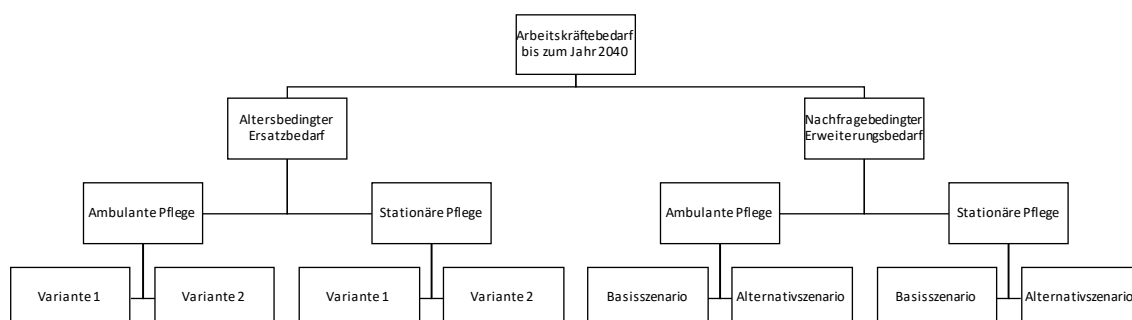 Arbeitskräftebedarf
bis zum Jahr 2040
Altersbedingter
Ersatzbedarf
Nachfragebedingter
Erweiterungsbedarf
Ambulante Pflege
Stationäre Pflege
Ambulante Pflege
Stationäre Pflege
Variante 1
Variante 2
Variante 1
Variante 2
Basisszenario
Alternativszenario
Basisszenario
Alternativszenario